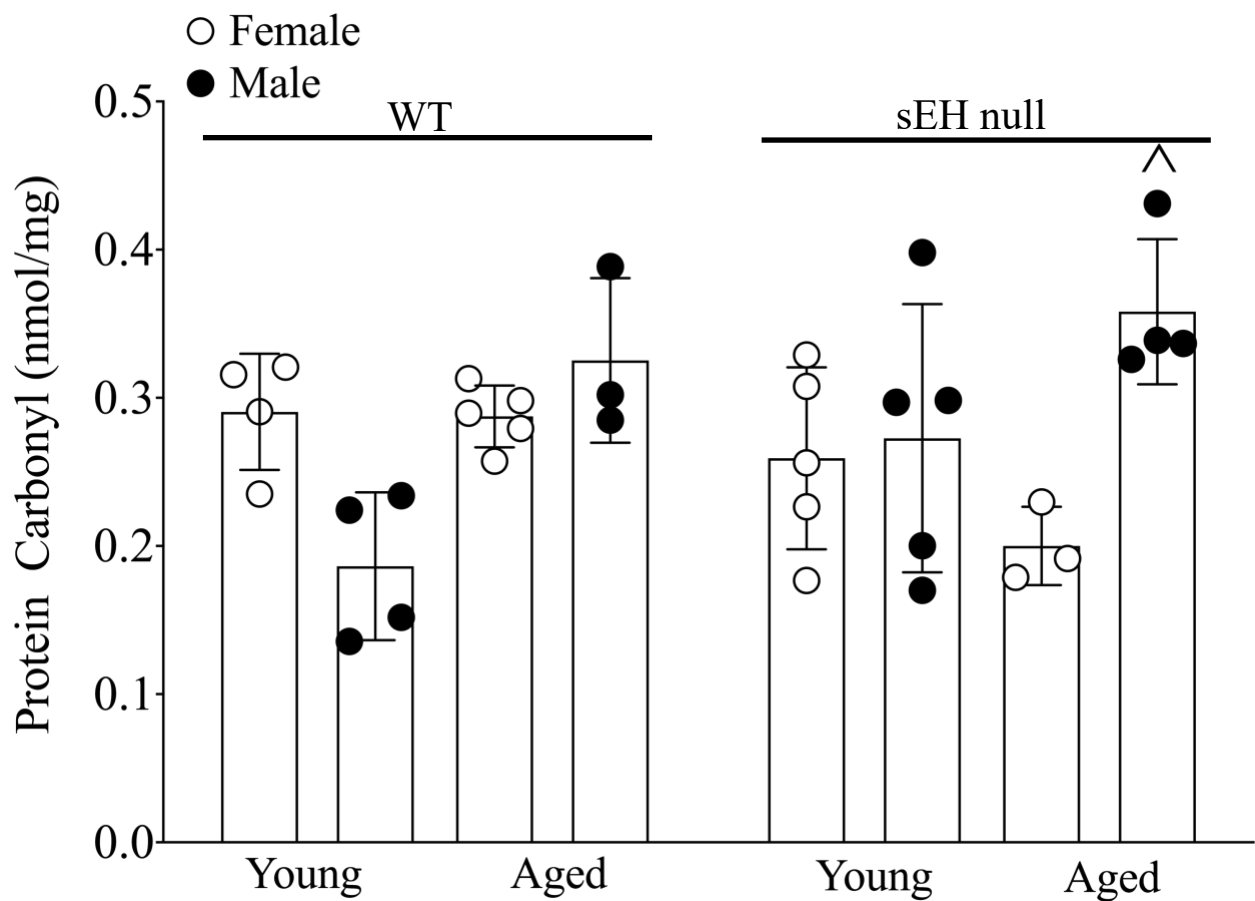 Female
Male
WT
sEH null
^
0.5
0.4
0.3
0.2
0.1
0.0
Protein Carbonyl (nmol/mg)
Young
Aged
Young
Aged